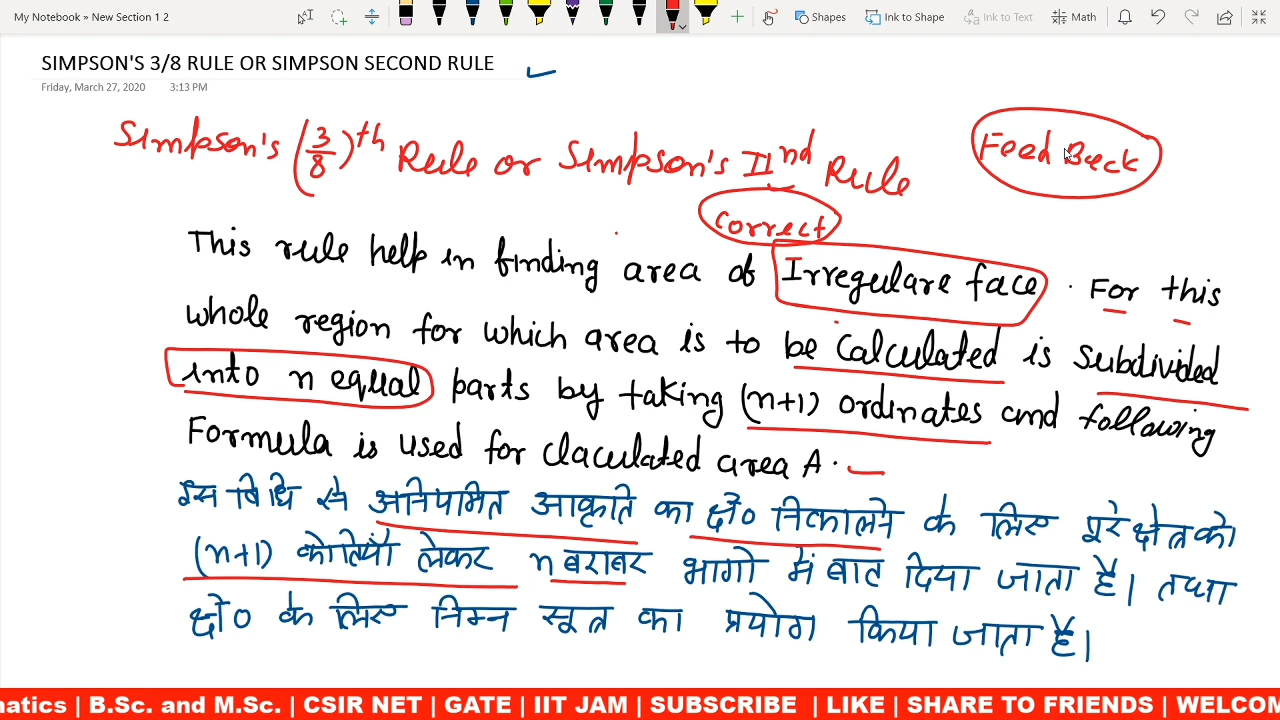 My Notebook » New Section 1 2
Shapes
Ink to Shape
Ink to Text
Math
SIMPSON'S 3/8 RULE OR SIMPSON SECOND RULE
Friday, March 27, 2020 3:13 PM
Simpson's (3/8)th Rule or Simpson's IInd Rule
Feed Back
Correct
This rule help in finding area of Irregulare face. For this
whole region for which area is to be Calculated is subdivided
into n equal parts by taking (n+1) ordinates and following
Formula is used for claculated area A.
इस विधि से अनियमित आकृति का क्षे० निकालने के लिए पूरे क्षेत्र को
(n+1) कोटियाँ लेकर n बराबर भागों में बाट दिया जाता है। तथा
क्षे० के लिए निम्न सूत्र का प्रयोग किया जाता है।
matics | B.Sc. and M.Sc. | CSIR NET | GATE | IIT JAM | SUBSCRIBE | LIKE | SHARE TO FRIENDS | WELCOM